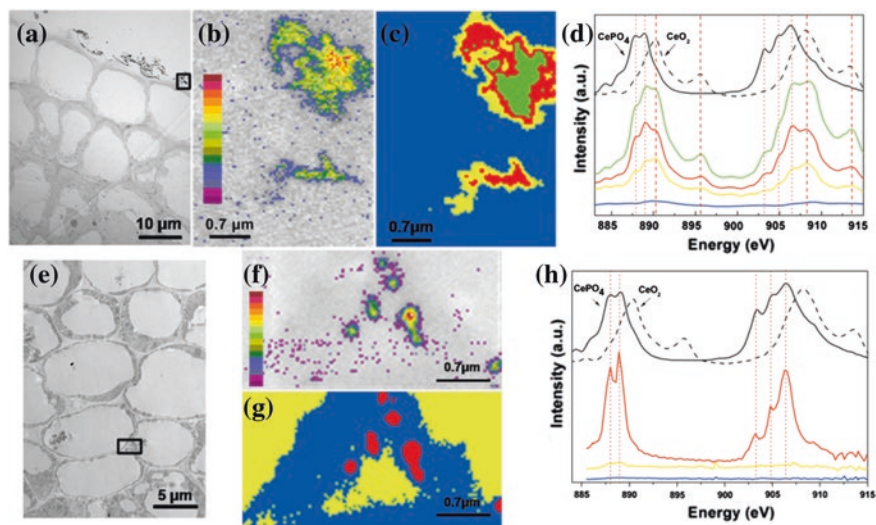 (a)
10 µm
(b)
0.7 µm
(c)
0.7µm
(d)
CePO4
CeO2
Intensity (a.u.)
885 890 895 900 905 910 915
Energy (eV)
(e)
5 µm
(f)
0.7µm
(g)
0.7µm
(h)
CePO4
CeO2
Intensity (a.u.)
885 890 895 900 905 910 915
Energy (eV)